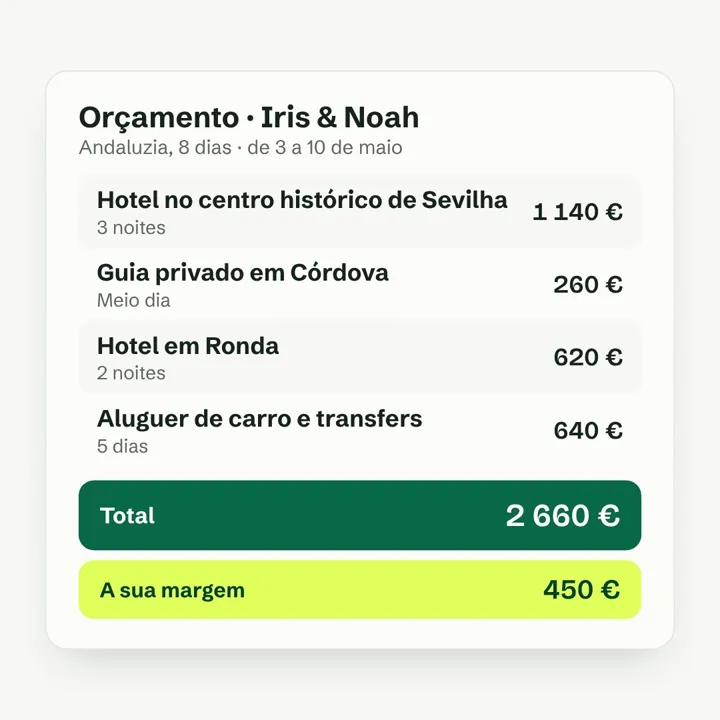 Orçamento · Iris & Noah
Andaluzia, 8 dias · de 3 a 10 de maio
Hotel no centro histórico de Sevilha
3 noites
1 140 €
Guia privado em Córdova
Meio dia
260 €
Hotel em Ronda
2 noites
620 €
Aluguer de carro e transfers
5 dias
640 €
Total
2 660 €
A sua margem
450 €